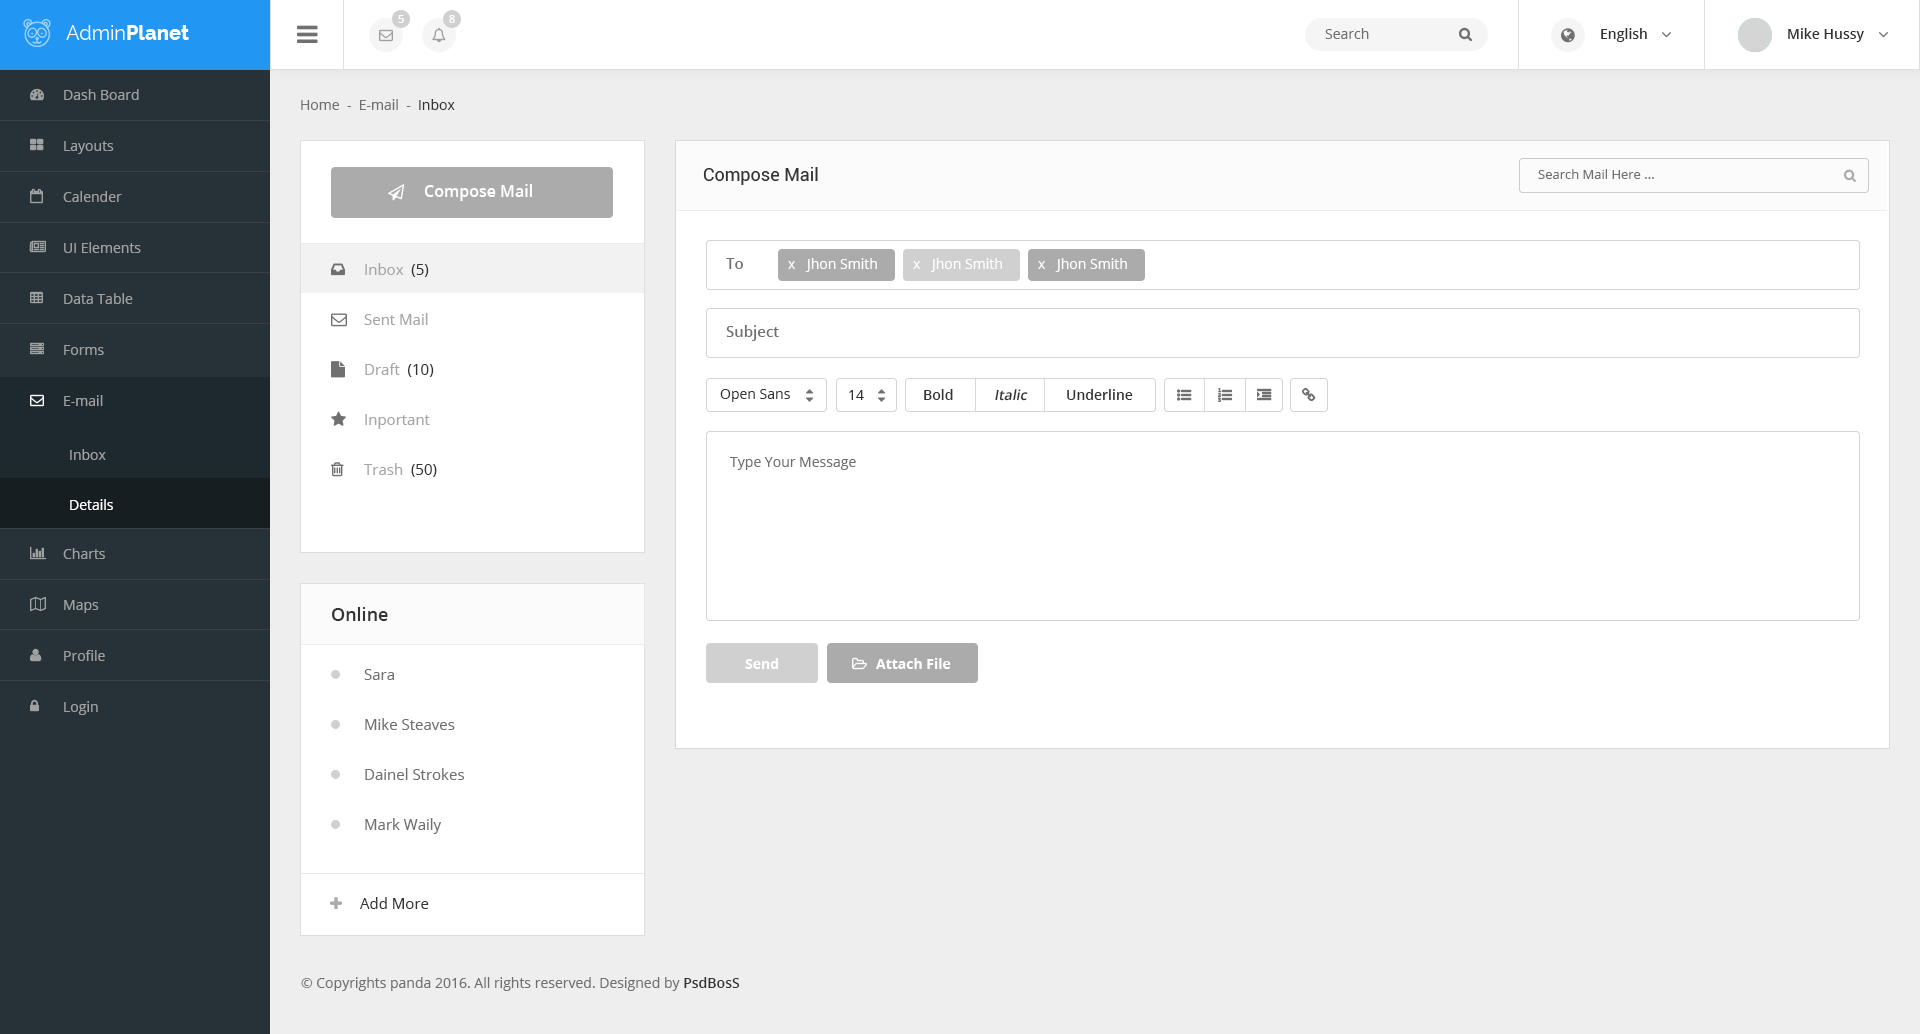 AdminPlanet
5
8
Search
English
Mike Hussy
Dash Board
Layouts
Calender
UI Elements
Data Table
Forms
E-mail
Inbox
Details
Charts
Maps
Profile
Login
Home - E-mail - Inbox
Compose Mail
Inbox (5)
Sent Mail
Draft (10)
Inportant
Trash (50)
Online
Sara
Mike Steaves
Dainel Strokes
Mark Waily
Add More
Compose Mail
Search Mail Here ...
To x Jhon Smith x Jhon Smith x Jhon Smith
Subject
Open Sans 14 Bold Italic Underline
Type Your Message
Send Attach File
© Copyrights panda 2016. All rights reserved. Designed by PsdBosS